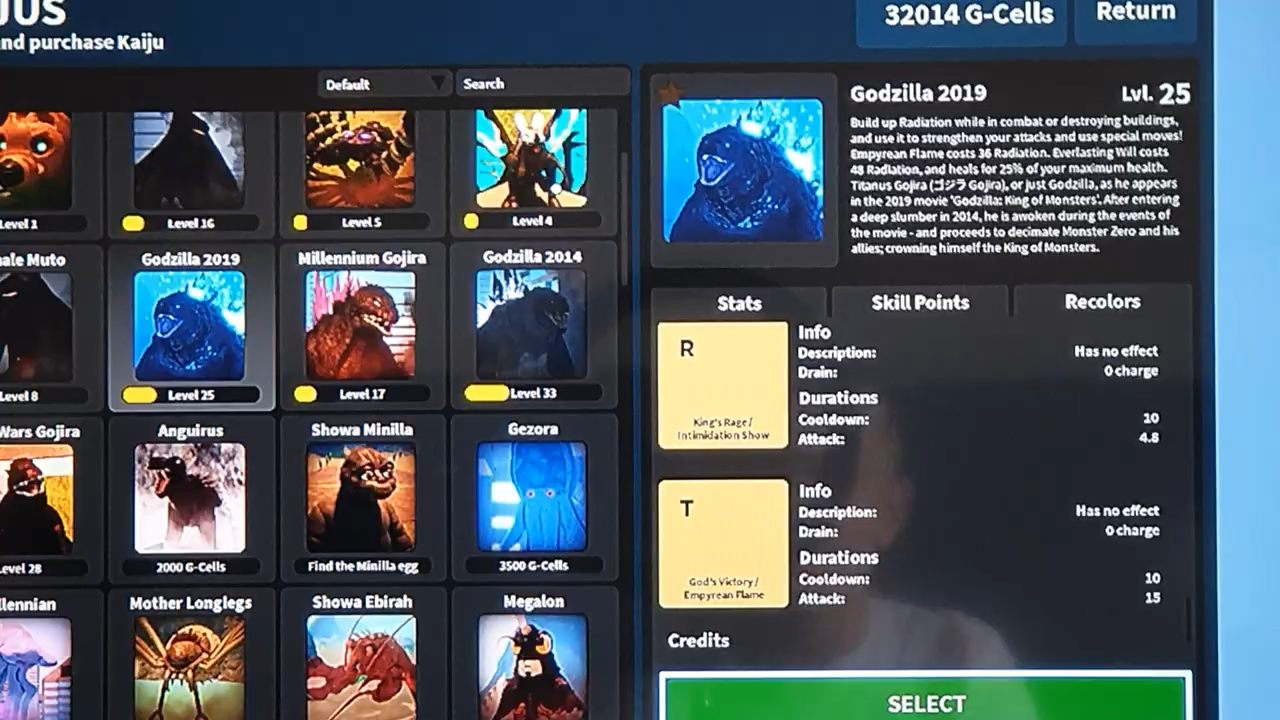 JUS
nd purchase Kaiju
32014 G-Cells
Return
Default
Search
Level 1
Level 16
Level 5
Level 4
ale Muto
Godzilla 2019
Millennium Gojira
Godzilla 2014
evel 8
Level 25
Level 17
Level 33
Wars Gojira
Anguirus
Showa Minilla
Gezora
evel 28
2000 G-Cells
Find the Minilla egg
3500 G-Cells
llennian
Mother Longlegs
Showa Ebirah
Megalon
Godzilla 2019
Lvl. 25
Build up Radiation while in combat or destroying buildings,
and use it to strengthen your attacks and use special moves!
Empyrean Flame costs 36 Radiation. Everlasting Will costs
48 Radiation, and heals for 25% of your maximum health.
Titanus Gojira (ゴジラ Gojira), or just Godzilla, as he appears
in the 2019 movie 'Godzilla: King of Monsters'. After entering
a deep slumber in 2014, he is awoken during the events of
the movie - and proceeds to decimate Monster Zero and his
allies; crowning himself the King of Monsters.
Stats
Skill Points
Recolors
R
King's Rage /
Intimidation Show
Info
Description: Has no effect
Drain: 0 charge
Durations
Cooldown: 10
Attack: 4.8
T
God's Victory /
Empyrean Flame
Info
Description: Has no effect
Drain: 0 charge
Durations
Cooldown: 10
Attack: 15
Credits
SELECT